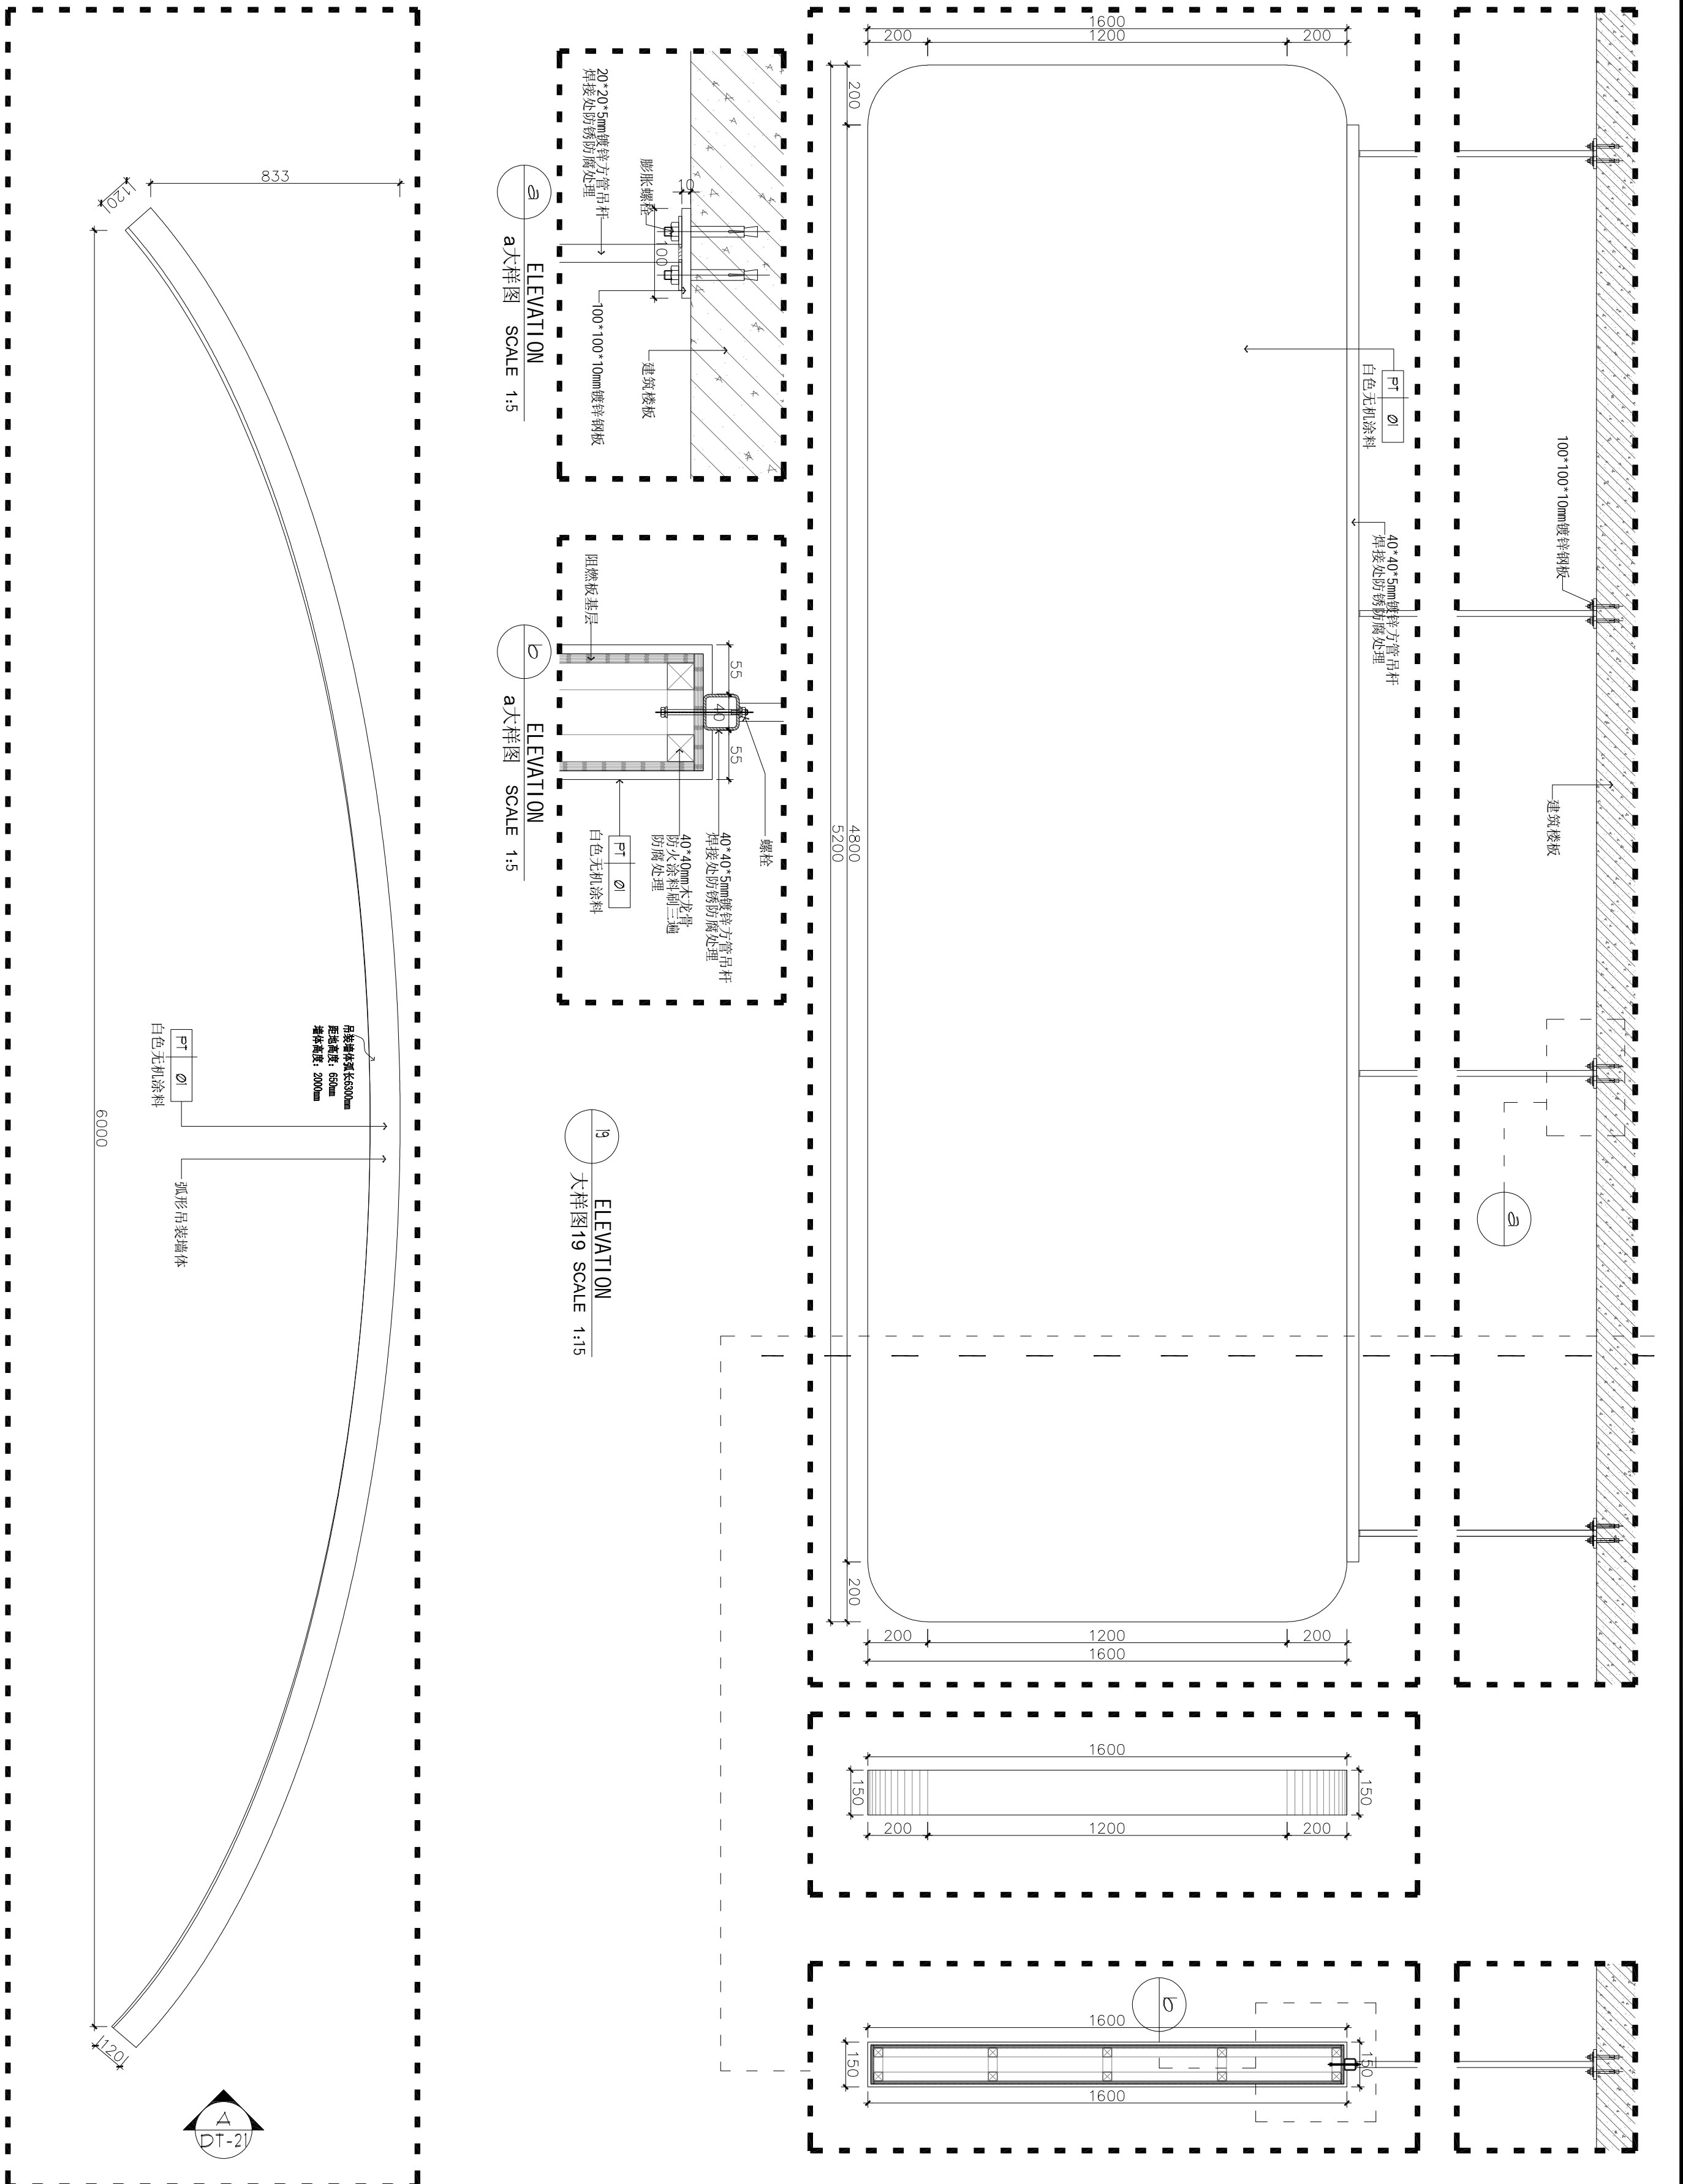 100*100*10mm镀锌钢板
建筑楼板
a
1600
200
1200
200
PT
01
白色无机涂料
40*40*5mm镀锌方管吊杆
焊接处防锈防腐处理
200
4800
200
5200
200
1200
200
1600
1600
150
150
200
1200
200
b
1600
150
150
1600
膨胀螺栓
20*20*5mm镀锌方管吊杆
焊接处防锈防腐处理
10
100
建筑楼板
100*100*10mm镀锌钢板
a
ELEVATION
a大样图 SCALE 1:5
55
40
55
阻燃板基层
螺栓
40*40*5mm镀锌方管吊杆
焊接处防锈防腐处理
40*40mm木龙骨
防火涂料刷三遍
防腐处理
PT
01
白色无机涂料
b
ELEVATION
a大样图 SCALE 1:5
19
ELEVATION
大样图19 SCALE 1:15
833
120
吊装墙体弧长6300mm
距地高度：650mm
墙体高度：2000mm
PT
01
白色无机涂料
弧形吊装墙体
6000
120
A
DT-21